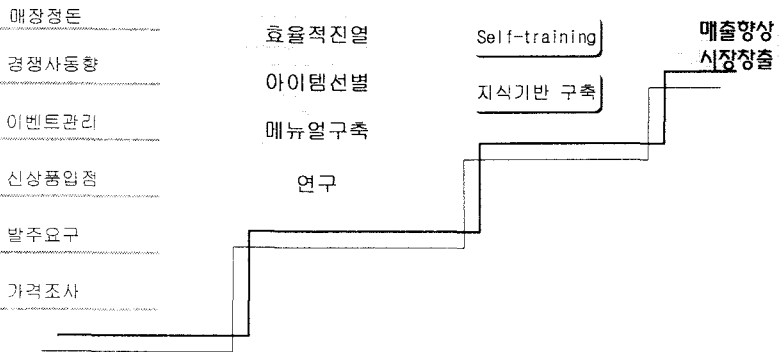 매장정돈
경쟁사동향
이벤트관리
신상품입점
발주요구
가격조사
효율적진열
아이템선별
메뉴얼구축
연구
Self-training
지식기반 구축
매출향상
시장창출